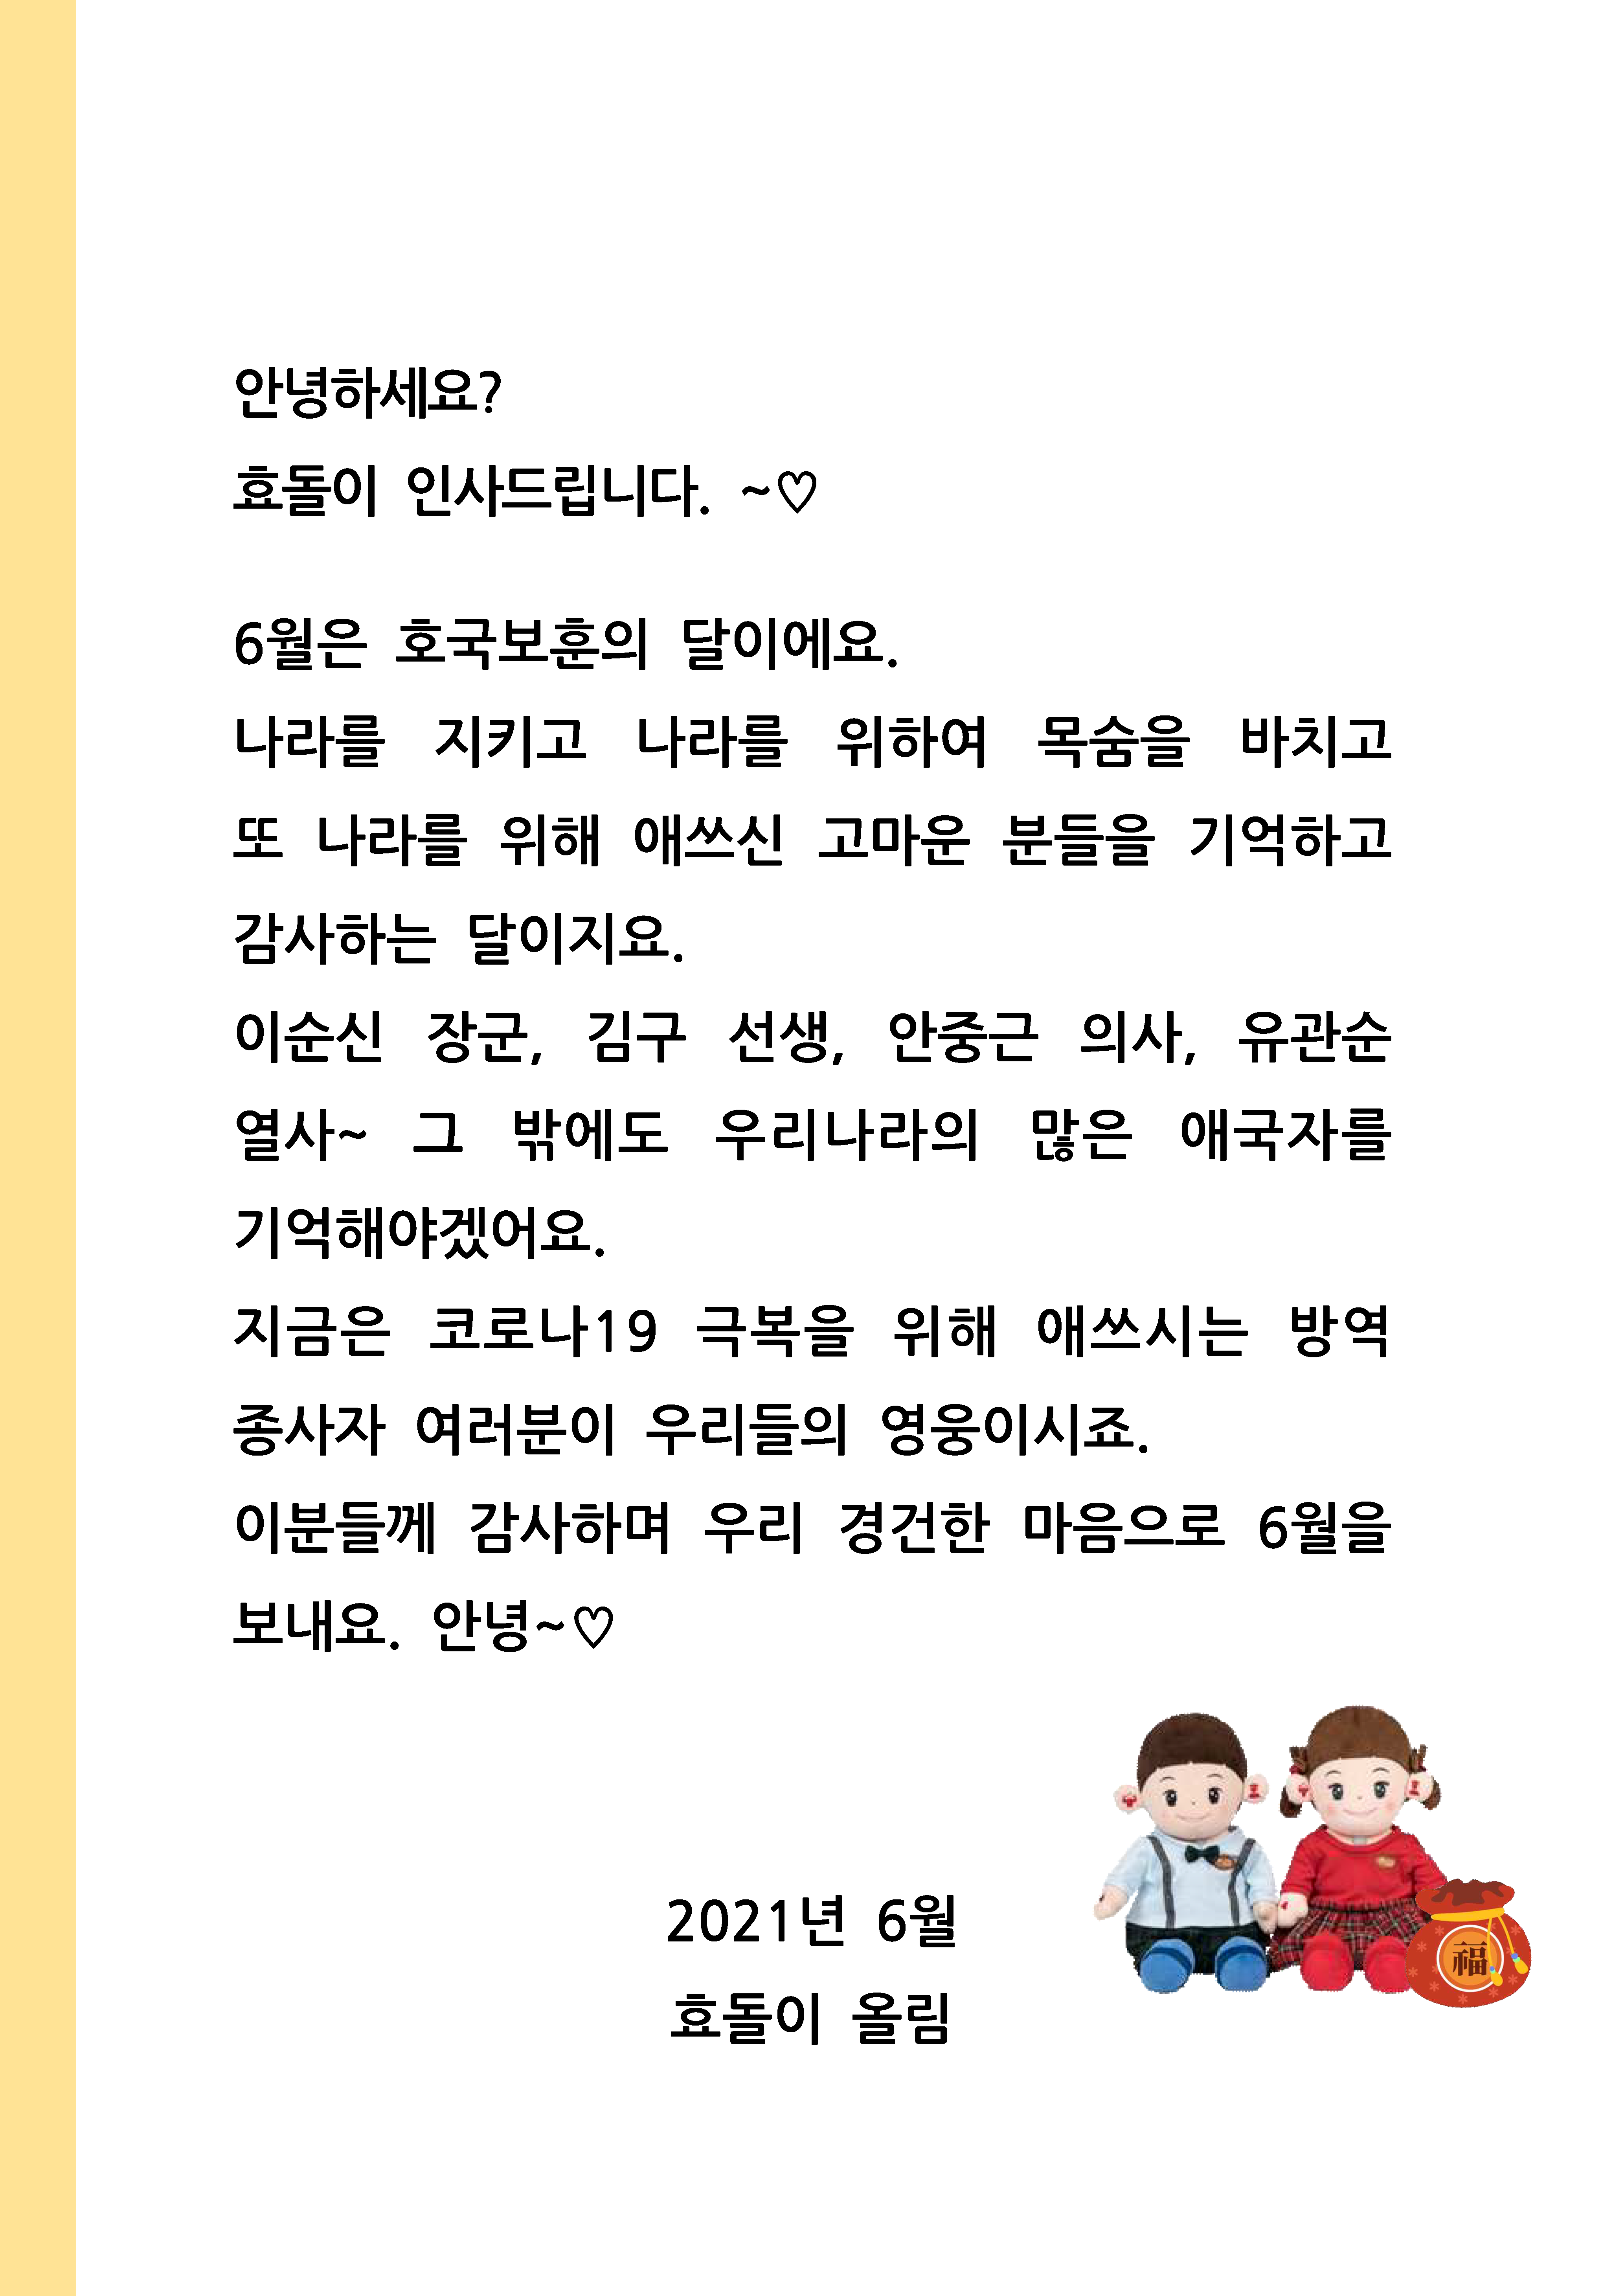 안녕하세요?
효돌이 인사드립니다. ~♡
6월은 호국보훈의 달이에요.
나라를 지키고 나라를 위하여 목숨을 바치고
또 나라를 위해 애쓰신 고마운 분들을 기억하고
감사하는 달이지요.
이순신 장군, 김구 선생, 안중근 의사, 유관순
열사~ 그 밖에도 우리나라의 많은 애국자를
기억해야겠어요.
지금은 코로나19 극복을 위해 애쓰시는 방역
종사자 여러분이 우리들의 영웅이시죠.
이분들께 감사하며 우리 경건한 마음으로 6월을
보내요. 안녕~♡
2021년 6월
효돌이 올림
福